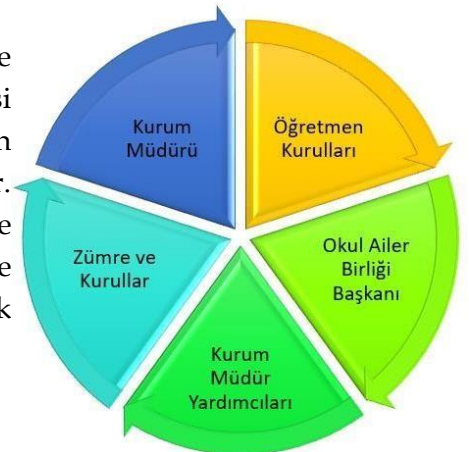 Kurum
Müdürü
Öğretmen
Kurulları
Okul Ailer
Birliği
Başkanı
Kurum
Müdür
Yardımcıları
Zümre ve
Kurullar